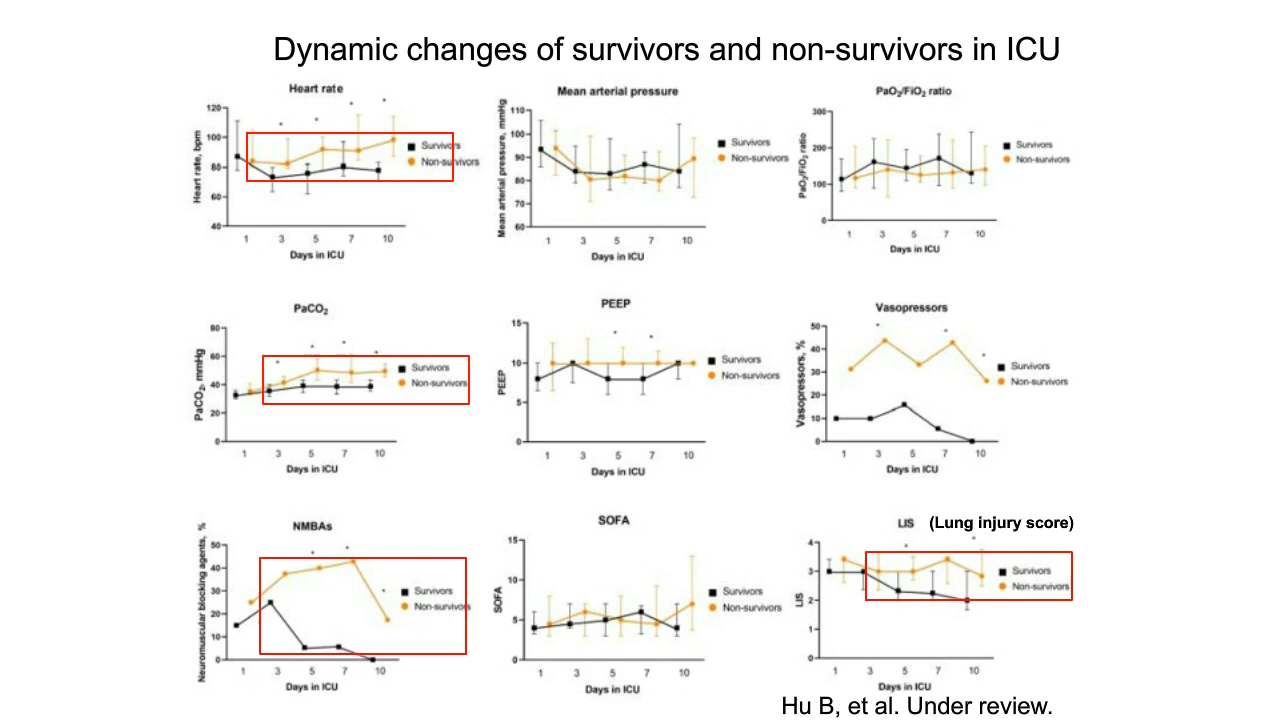 Dynamic changes of survivors and non-survivors in ICU
Heart rate
Heart rate, bpm
120
100
80
60
40
*
*
*
*
Survivors
Non-survivors
1 3 5 7 10
Days in ICU
Mean arterial pressure
Mean arterial pressure, mmHg
110
100
90
80
70
60
Survivors
Non-survivors
1 3 5 7 10
Days in ICU
PaO2/FiO2 ratio
PaO2/FiO2 ratio
300
200
100
0
Survivors
Non-survivors
1 3 5 7 10
Days in ICU
PaCO2
PaCO2, mmHg
80
60
40
20
0
*
*
*
*
Survivors
Non-survivors
1 3 5 7 10
Days in ICU
PEEP
PEEP
15
10
5
0
*
*
Survivors
Non-survivors
1 3 5 7 10
Days in ICU
Vasopressors
Vasopressors, %
50
40
30
20
10
0
*
*
*
Survivors
Non-survivors
1 3 5 7 10
Days in ICU
NMBAs
Neuromuscular blocking agents, %
50
40
30
20
10
0
*
*
*
Survivors
Non-survivors
1 3 5 7 10
Days in ICU
SOFA
SOFA
15
10
5
0
Survivors
Non-survivors
1 3 5 7 10
Days in ICU
LIS (Lung injury score)
LIS
4
3
2
1
0
*
*
Survivors
Non-survivors
1 3 5 7 10
Days in ICU
Hu B, et al. Under review.